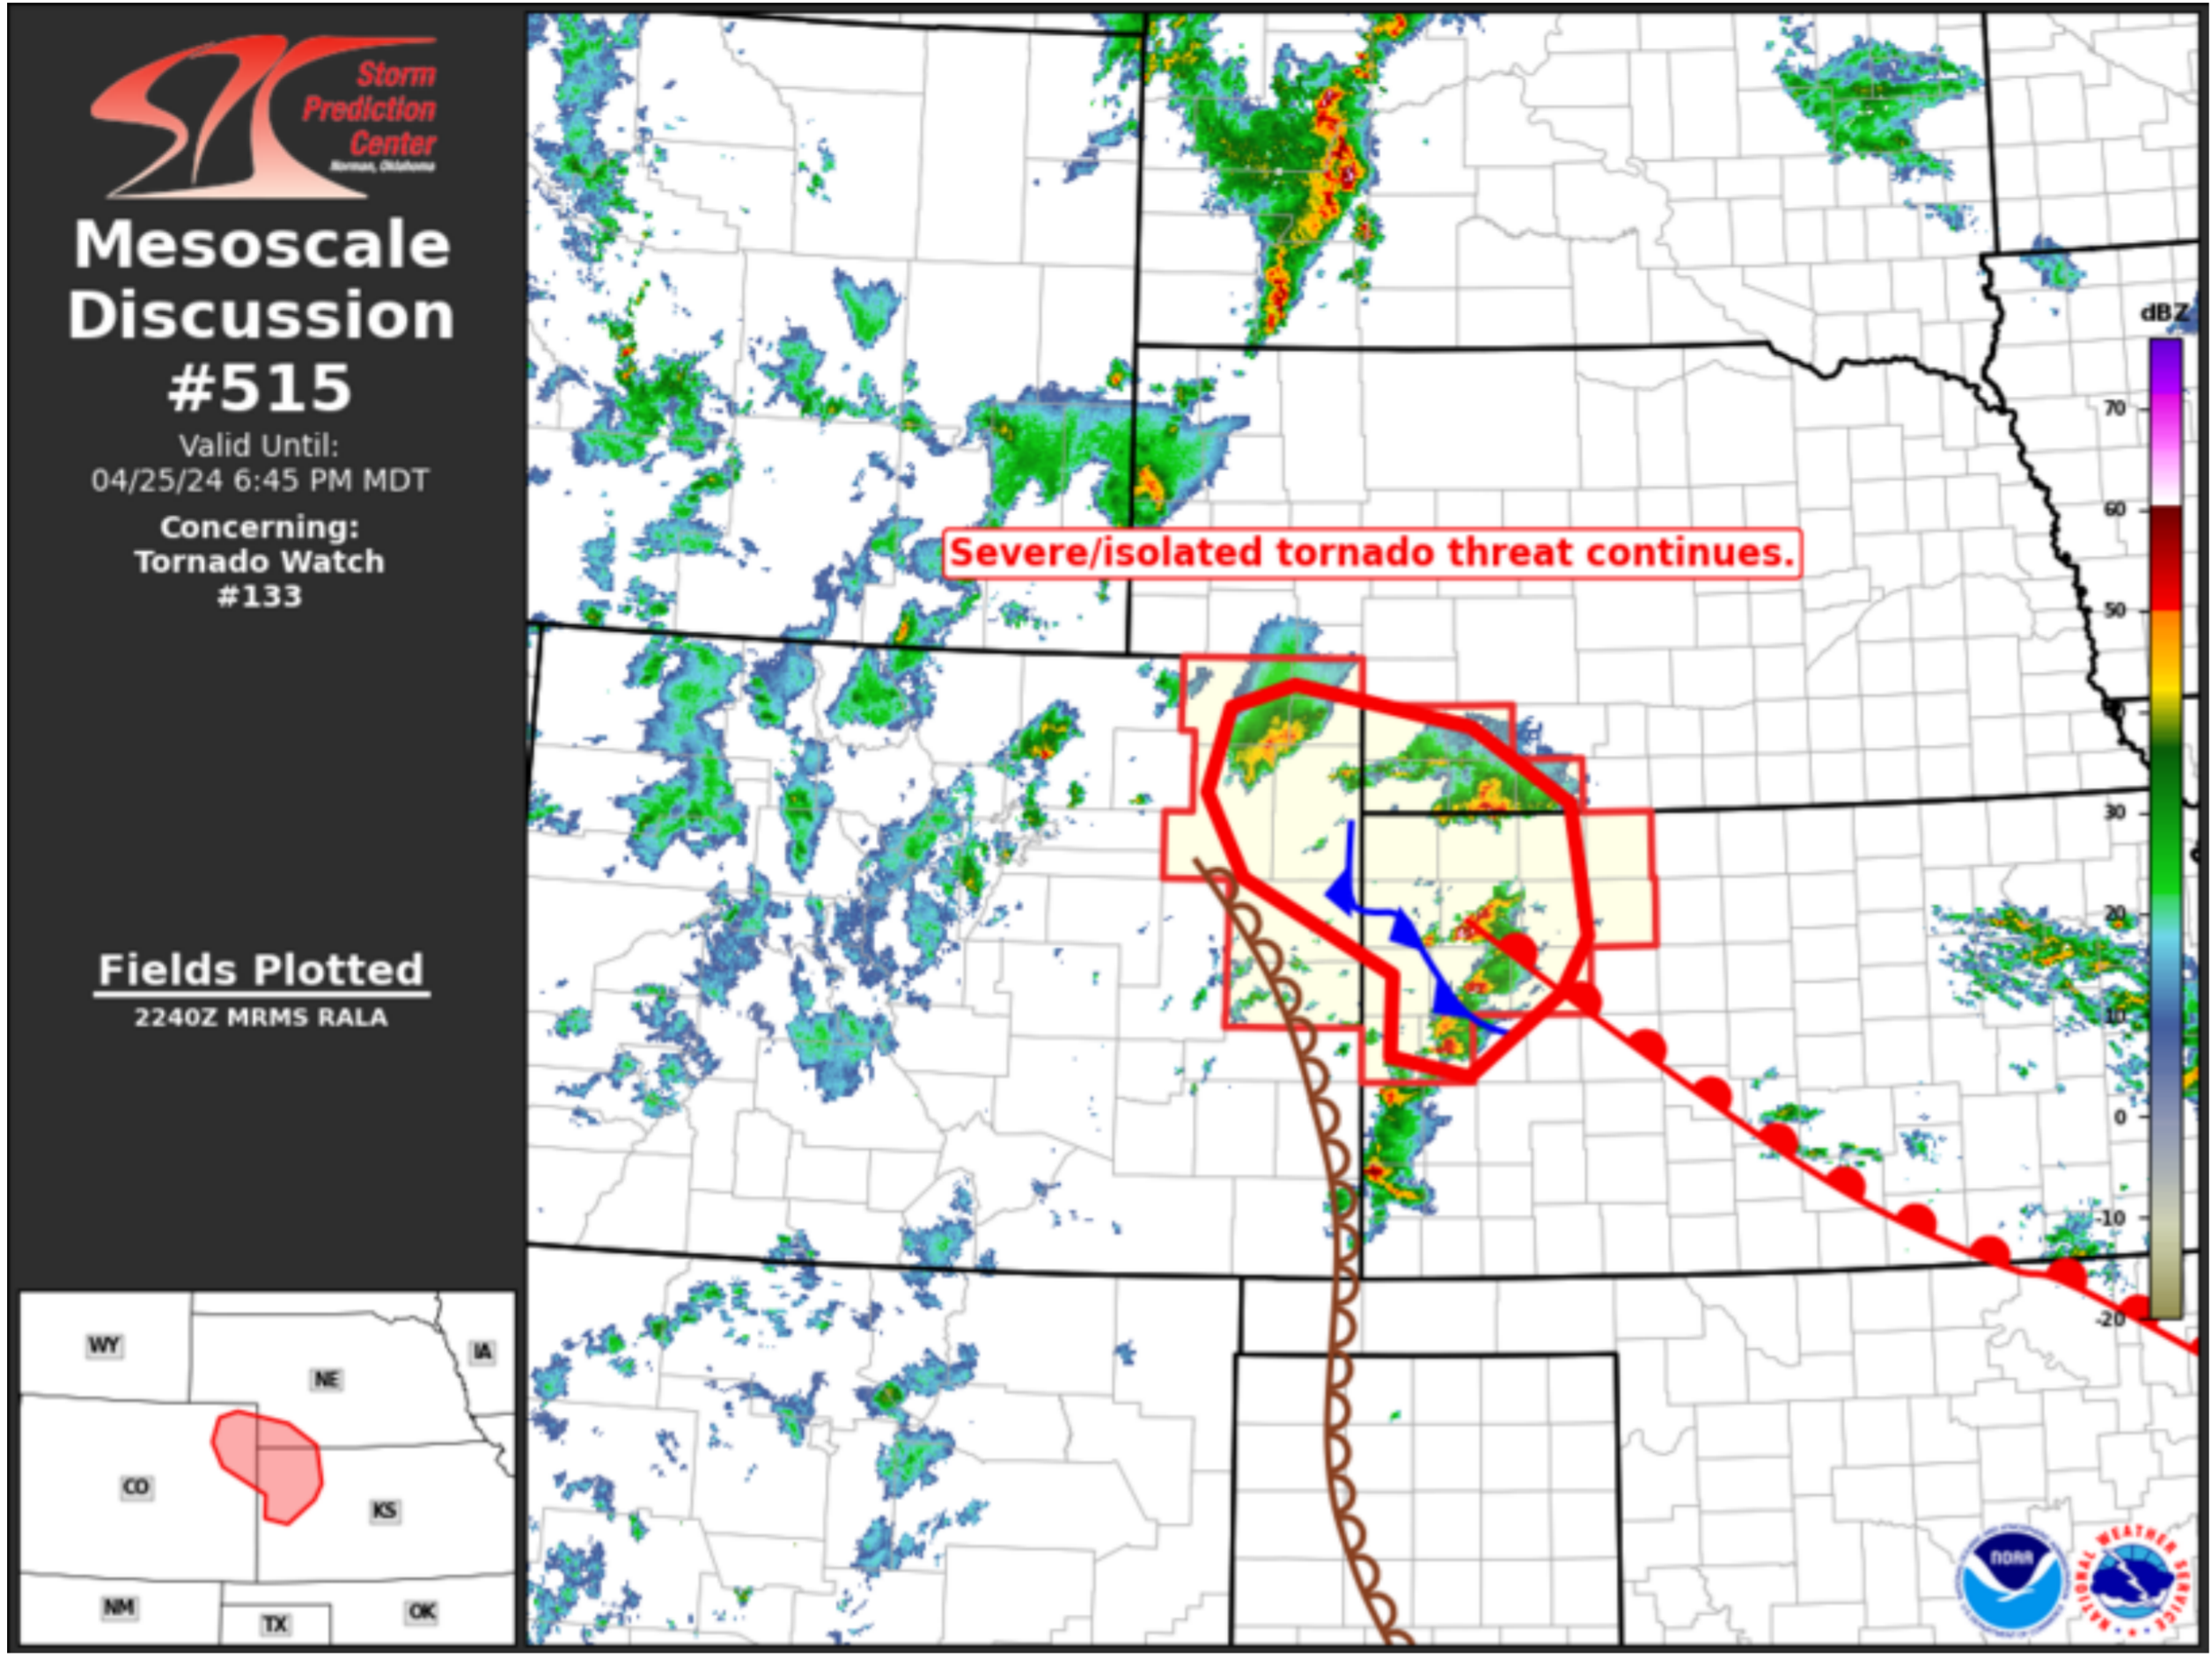 Storm
Prediction
Center
Norman, Oklahoma
Mesoscale
Discussion
#515
Valid Until:
04/25/24 6:45 PM MDT
Concerning:
Tornado Watch
#133
Fields Plotted
2240Z MRMS RALA
WY
NE
IA
CO
KS
NM
TX
OK
Severe/isolated tornado threat continues.
dBZ
70
60
50
30
20
10
0
-10
-20
NOAA
NATIONAL WEATHER SERVICE